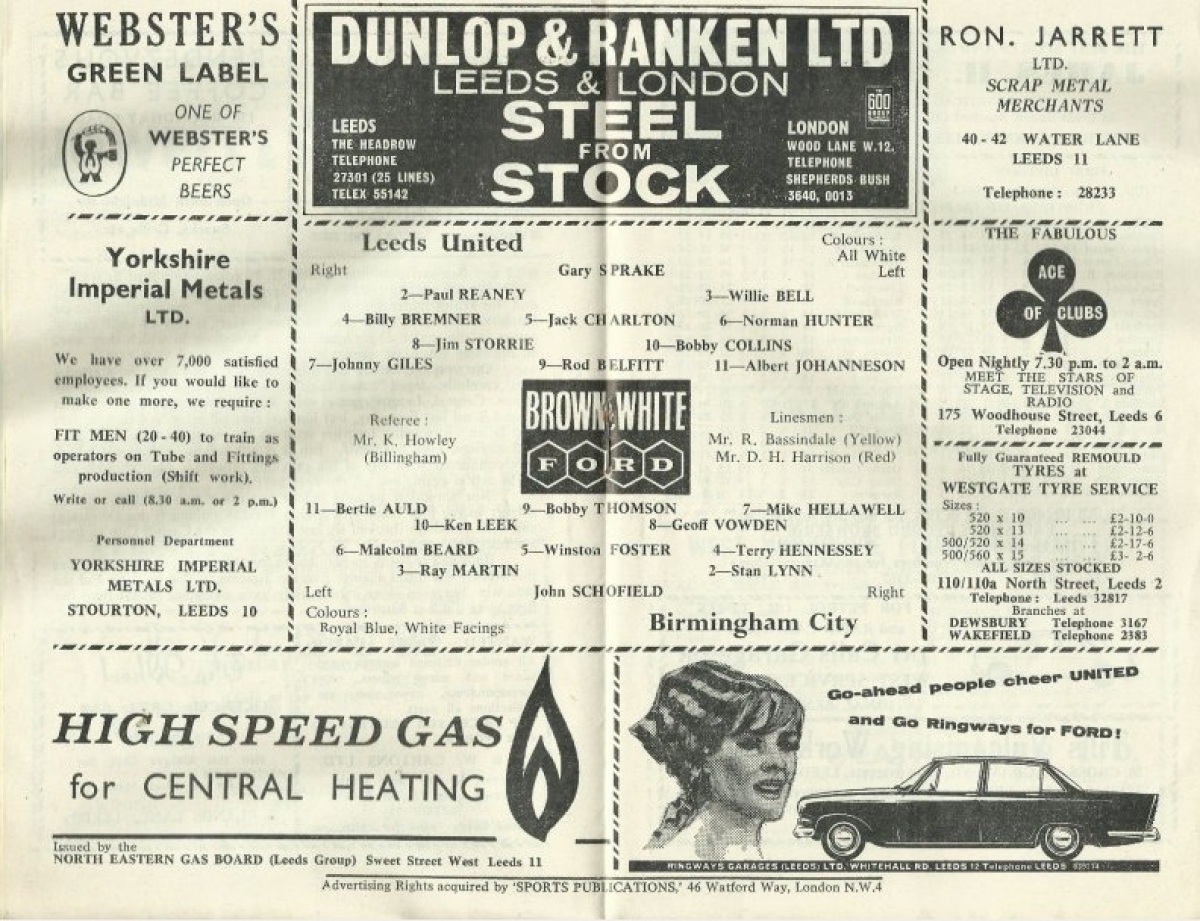 WEBSTER'S
GREEN LABEL
ONE OF
WEBSTER'S
PERFECT
BEERS
DUNLOP & RANKEN LTD
LEEDS & LONDON
STEEL
FROM
STOCK
LEEDS
THE HEADROW
TELEPHONE
27301 (25 LINES)
TELEX 55142
THE
600
GROUP
LONDON
WOOD LANE W.12,
TELEPHONE
SHEPHERDS BUSH
3640, 0013
RON. JARRETT
LTD.
SCRAP METAL
MERCHANTS
40-42 WATER LANE
LEEDS 11
Telephone : 28233
Yorkshire
Imperial Metals
LTD.
We have over 7,000 satisfied
employees. If you would like to
make one more, we require :
FIT MEN (20-40) to train as
operators on Tube and Fittings
production (Shift work).
Write or call (8.30 a.m. or 2 p.m.)
Personnel Department
YORKSHIRE IMPERIAL
METALS LTD.
STOURTON, LEEDS 10
Leeds United
Colours :
All White
Right
Gary SPRAKE
Left
2—Paul REANEY
3—Willie BELL
4—Billy BREMNER
5—Jack CHARLTON
6—Norman HUNTER
8—Jim STORRIE
10—Bobby COLLINS
7—Johnny GILES
9—Rod BELFITT
11—Albert JOHANNESON
Referee :
Mr. K. Howley
(Billingham)
BROWN & WHITE
FORD
Linesmen :
Mr. R. Bassindale (Yellow)
Mr. D. H. Harrison (Red)
11—Bertie AULD
9—Bobby THOMSON
7—Mike HELLAWELL
10—Ken LEEK
8—Geoff VOWDEN
6—Malcolm BEARD
5—Winston FOSTER
4—Terry HENNESSEY
3—Ray MARTIN
2—Stan LYNN
Left
John SCHOFIELD
Right
Colours :
Royal Blue, White Facings
Birmingham City
THE FABULOUS
ACE
OF CLUBS
Open Nightly 7.30 p.m. to 2 a.m.
MEET THE STARS OF
STAGE, TELEVISION and
RADIO
175 Woodhouse Street, Leeds 6
Telephone 23044
Fully Guaranteed REMOULD
TYRES at
WESTGATE TYRE SERVICE
Sizes :
520 x 10 ... ... £2-10-0
520 x 13 ... ... £2-12-6
500/520 x 14 ... ... £2-17-6
500/560 x 15 ... ... £3- 2-6
ALL SIZES STOCKED
110/110a North Street, Leeds 2
Telephone : Leeds 32817
Branches at
DEWSBURY Telephone 3167
WAKEFIELD Telephone 2383
HIGH SPEED GAS
for CENTRAL HEATING
Issued by the
NORTH EASTERN GAS BOARD (Leeds Group) Sweet Street West Leeds 11
Go-ahead people cheer UNITED
and Go Ringways for FORD!
RINGWAYS GARAGES (LEEDS) LTD. WHITEHALL RD. LEEDS 12 Telephone LEEDS
Advertising Rights acquired by 'SPORTS PUBLICATIONS,' 46 Watford Way, London N.W.4